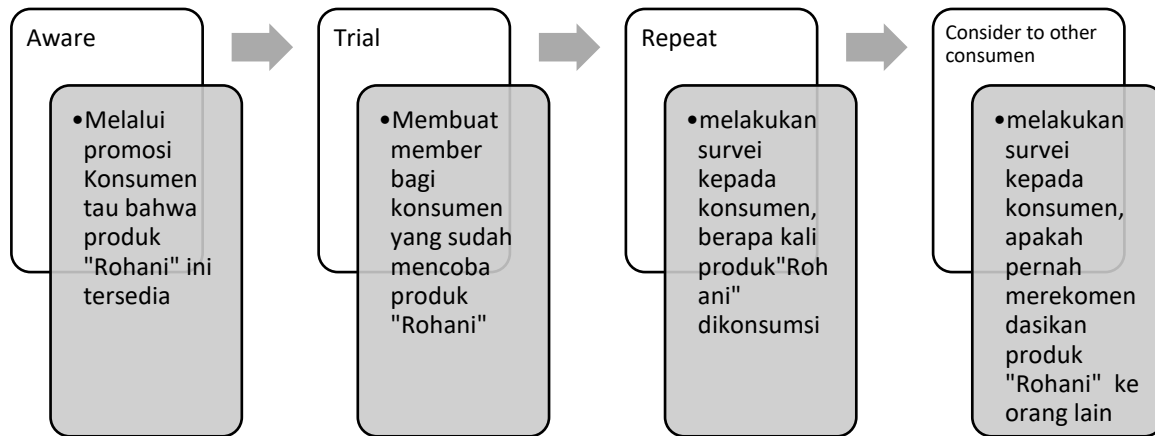 Aware
•Melalui
promosi
Konsumen
tau bahwa
produk
"Rohani" ini
tersedia
Trial
•Membuat
member
bagi
konsumen
yang sudah
mencoba
produk
"Rohani"
Repeat
•melakukan
survei
kepada
konsumen,
berapa kali
produk"Roh
ani"
dikonsumsi
Consider to other
consumen
•melakukan
survei
kepada
konsumen,
apakah
pernah
merekomen
dasikan
produk
"Rohani"  ke
orang lain